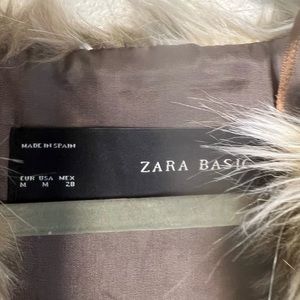 MADE IN SPAIN
ZARA BASIC
EUR USA MEX
M M 28